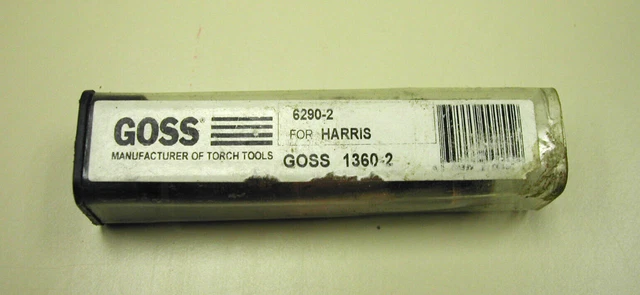 GOSS®
MANUFACTURER OF TORCH TOOLS
6290-2
FOR HARRIS
GOSS 1360-2